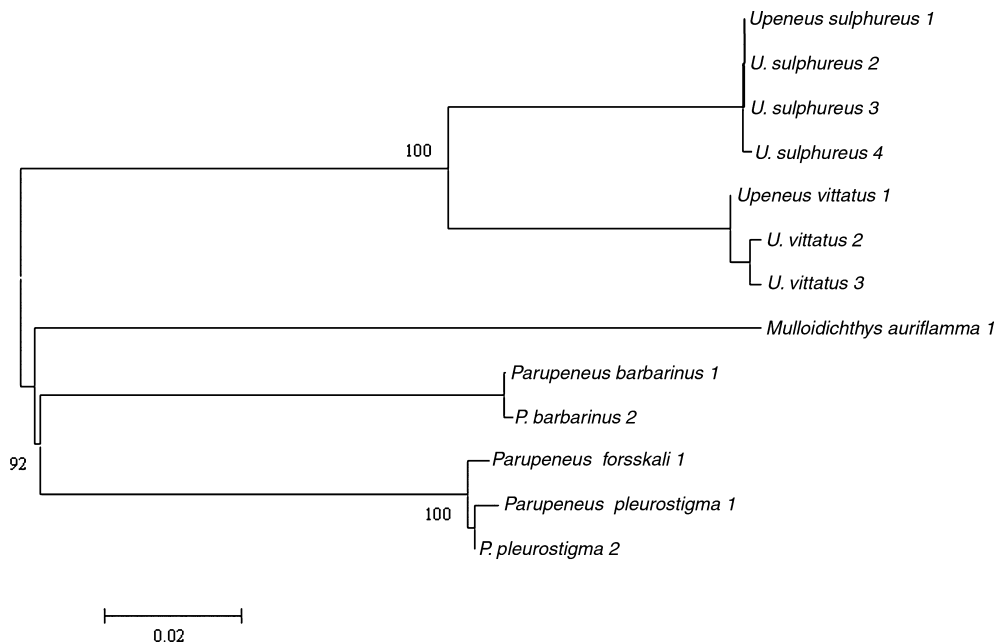 Upeneus sulphureus 1
U. sulphureus 2
U. sulphureus 3
100
U. sulphureus 4
Upeneus vittatus 1
U. vittatus 2
U. vittatus 3
Mulloidichthys auriflamma 1
Parupeneus barbarinus 1
P. barbarinus 2
92
Parupeneus forsskali 1
Parupeneus pleurostigma 1
100
P. pleurostigma 2
0.02